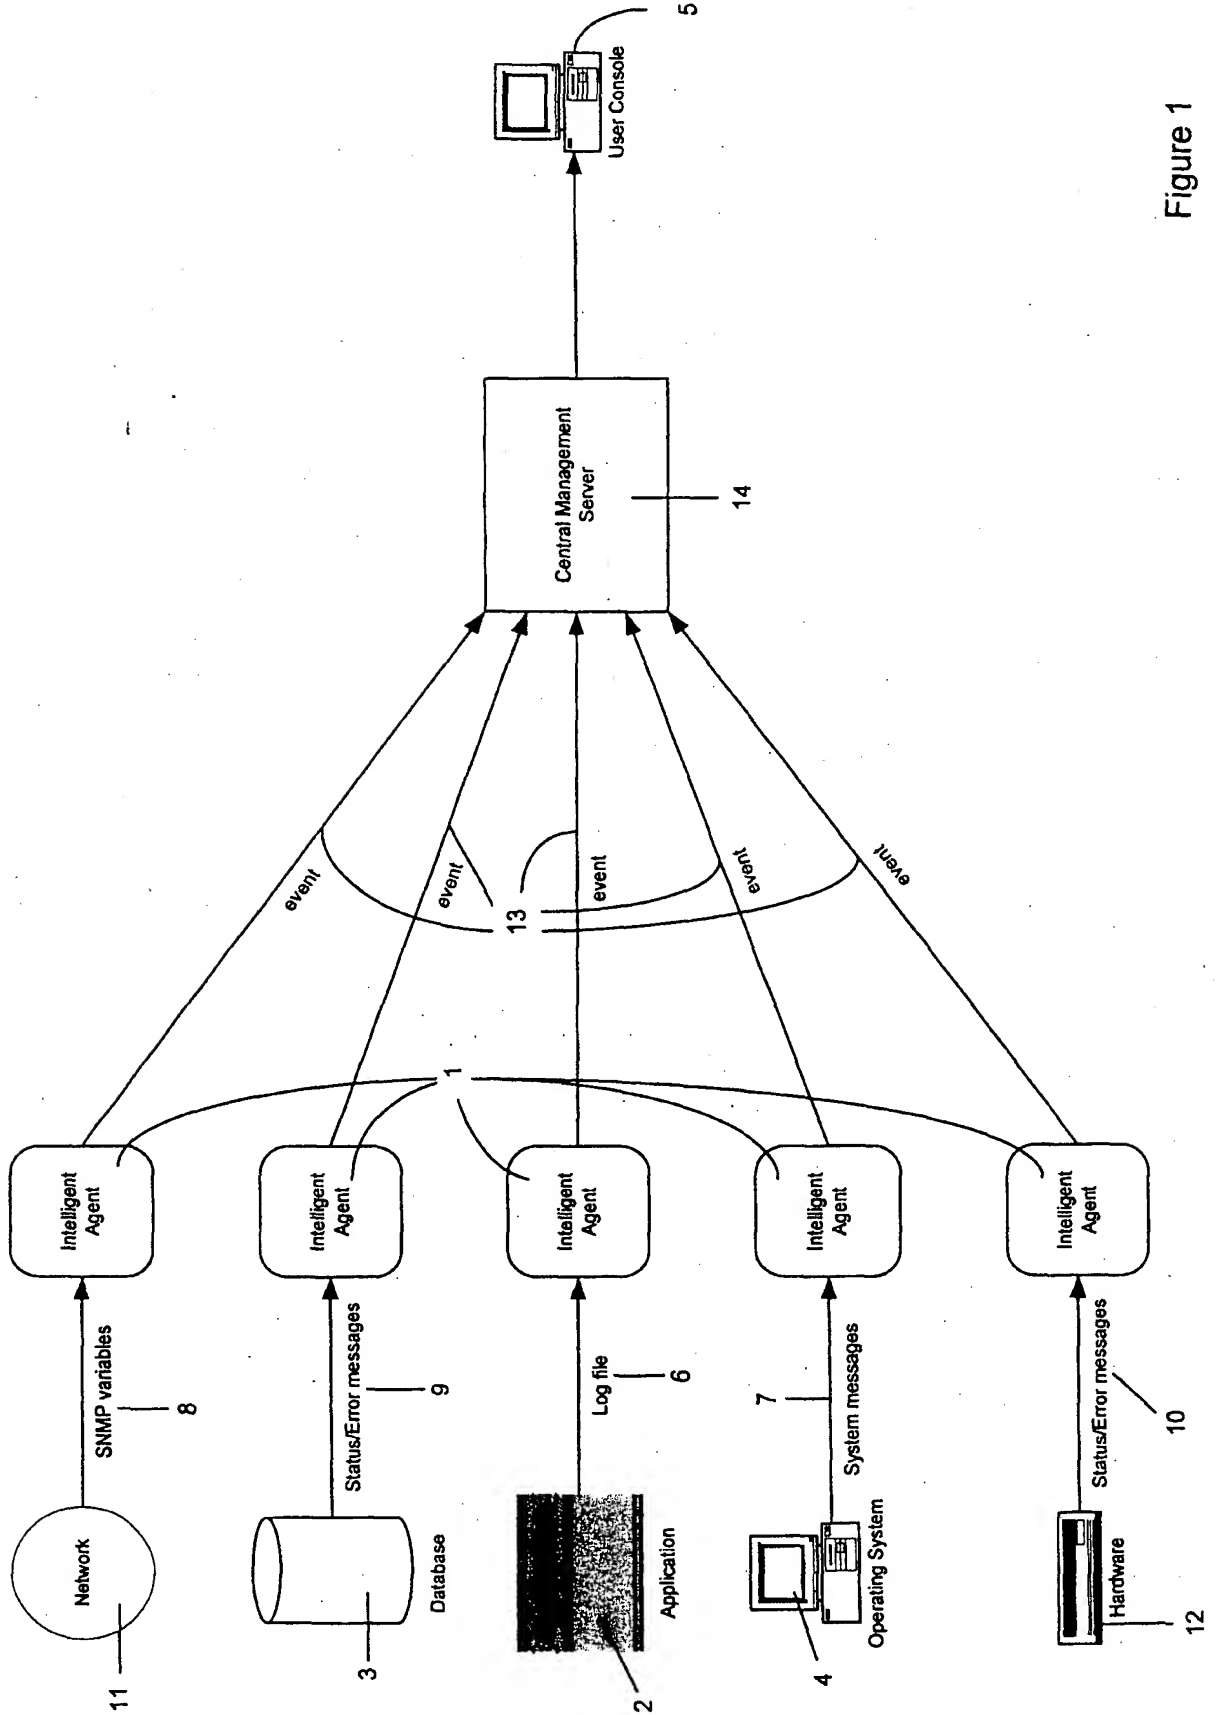 Network
11
SNMP variables
8
Intelligent
Agent
event
Database
3
Status/Error messages
9
Intelligent
Agent
event
Application
2
Log file
6
Intelligent
Agent
event
1
13
Operating System
4
System messages
7
Intelligent
Agent
event
Hardware
12
Status/Error messages
10
Intelligent
Agent
event
Central Management
Server
14
User Console
5
Figure 1